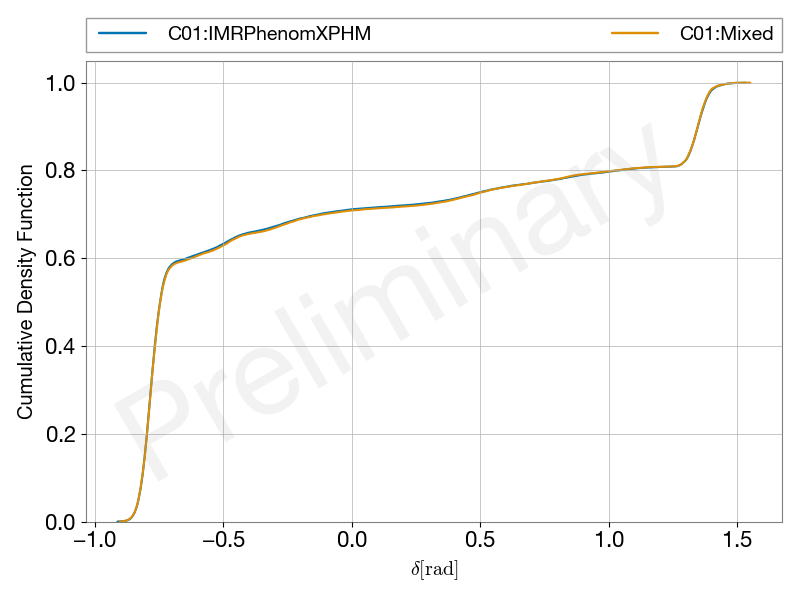 C01:IMRPhenomXPHM
C01:Mixed
Cumulative Density Function
1.0
0.8
0.6
0.4
0.2
0.0
Preliminary
−1.0
−0.5
0.0
0.5
1.0
1.5
δ[rad]